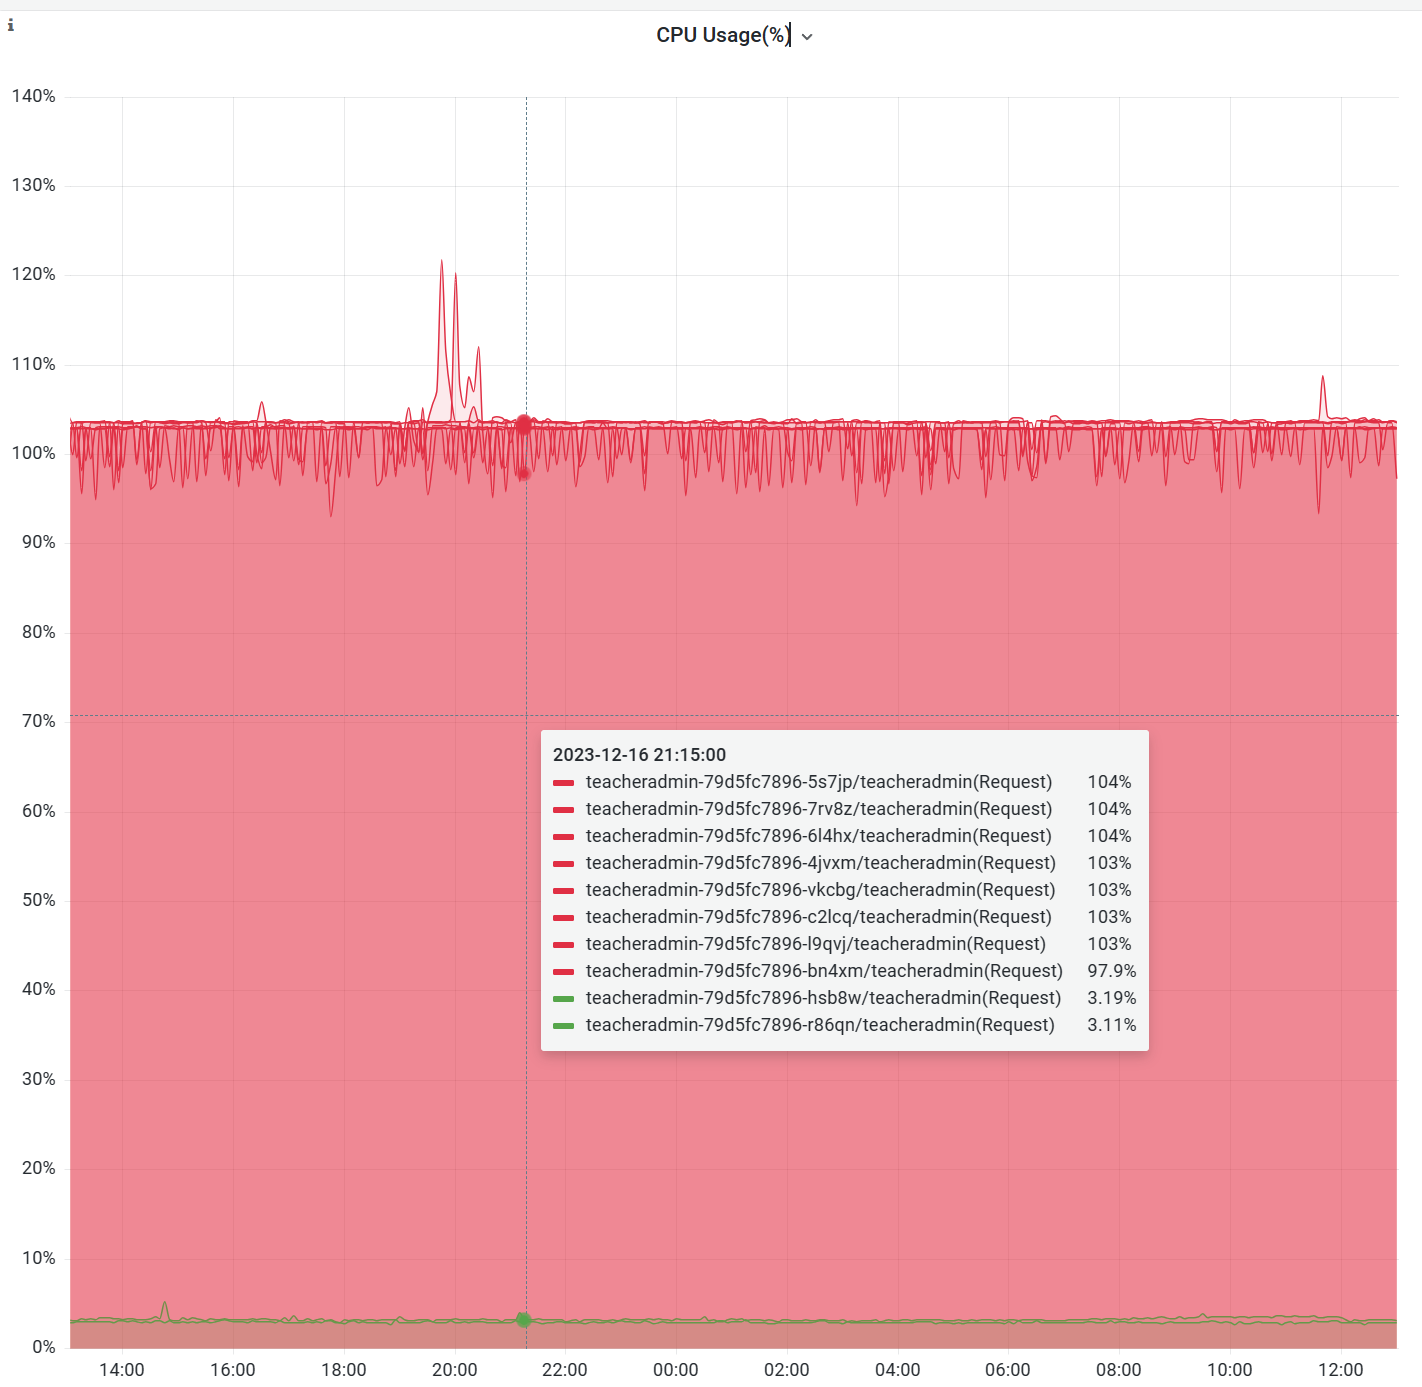 i
CPU Usage(%)
140%
130%
120%
110%
100%
90%
80%
70%
60%
50%
40%
30%
20%
10%
0%
2023-12-16 21:15:00
teacheradmin-79d5fc7896-5s7jp/teacheradmin(Request) 104%
teacheradmin-79d5fc7896-7rv8z/teacheradmin(Request) 104%
teacheradmin-79d5fc7896-6l4hx/teacheradmin(Request) 104%
teacheradmin-79d5fc7896-4jvxm/teacheradmin(Request) 103%
teacheradmin-79d5fc7896-vkcbg/teacheradmin(Request) 103%
teacheradmin-79d5fc7896-c2lcq/teacheradmin(Request) 103%
teacheradmin-79d5fc7896-l9qvj/teacheradmin(Request) 103%
teacheradmin-79d5fc7896-bn4xm/teacheradmin(Request) 97.9%
teacheradmin-79d5fc7896-hsb8w/teacheradmin(Request) 3.19%
teacheradmin-79d5fc7896-r86qn/teacheradmin(Request) 3.11%
14:00 16:00 18:00 20:00 22:00 00:00 02:00 04:00 06:00 08:00 10:00 12:00